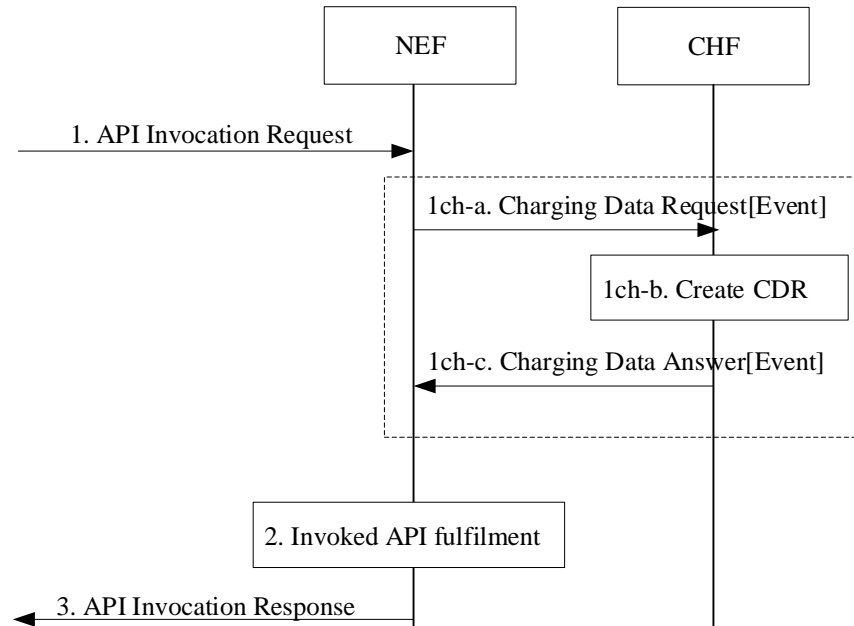 NEF
CHF
1. API Invocation Request
1ch-a. Charging Data Request[Event]
1ch-b. Create CDR
1ch-c. Charging Data Answer[Event]
2. Invoked API fulfilment
3. API Invocation Response